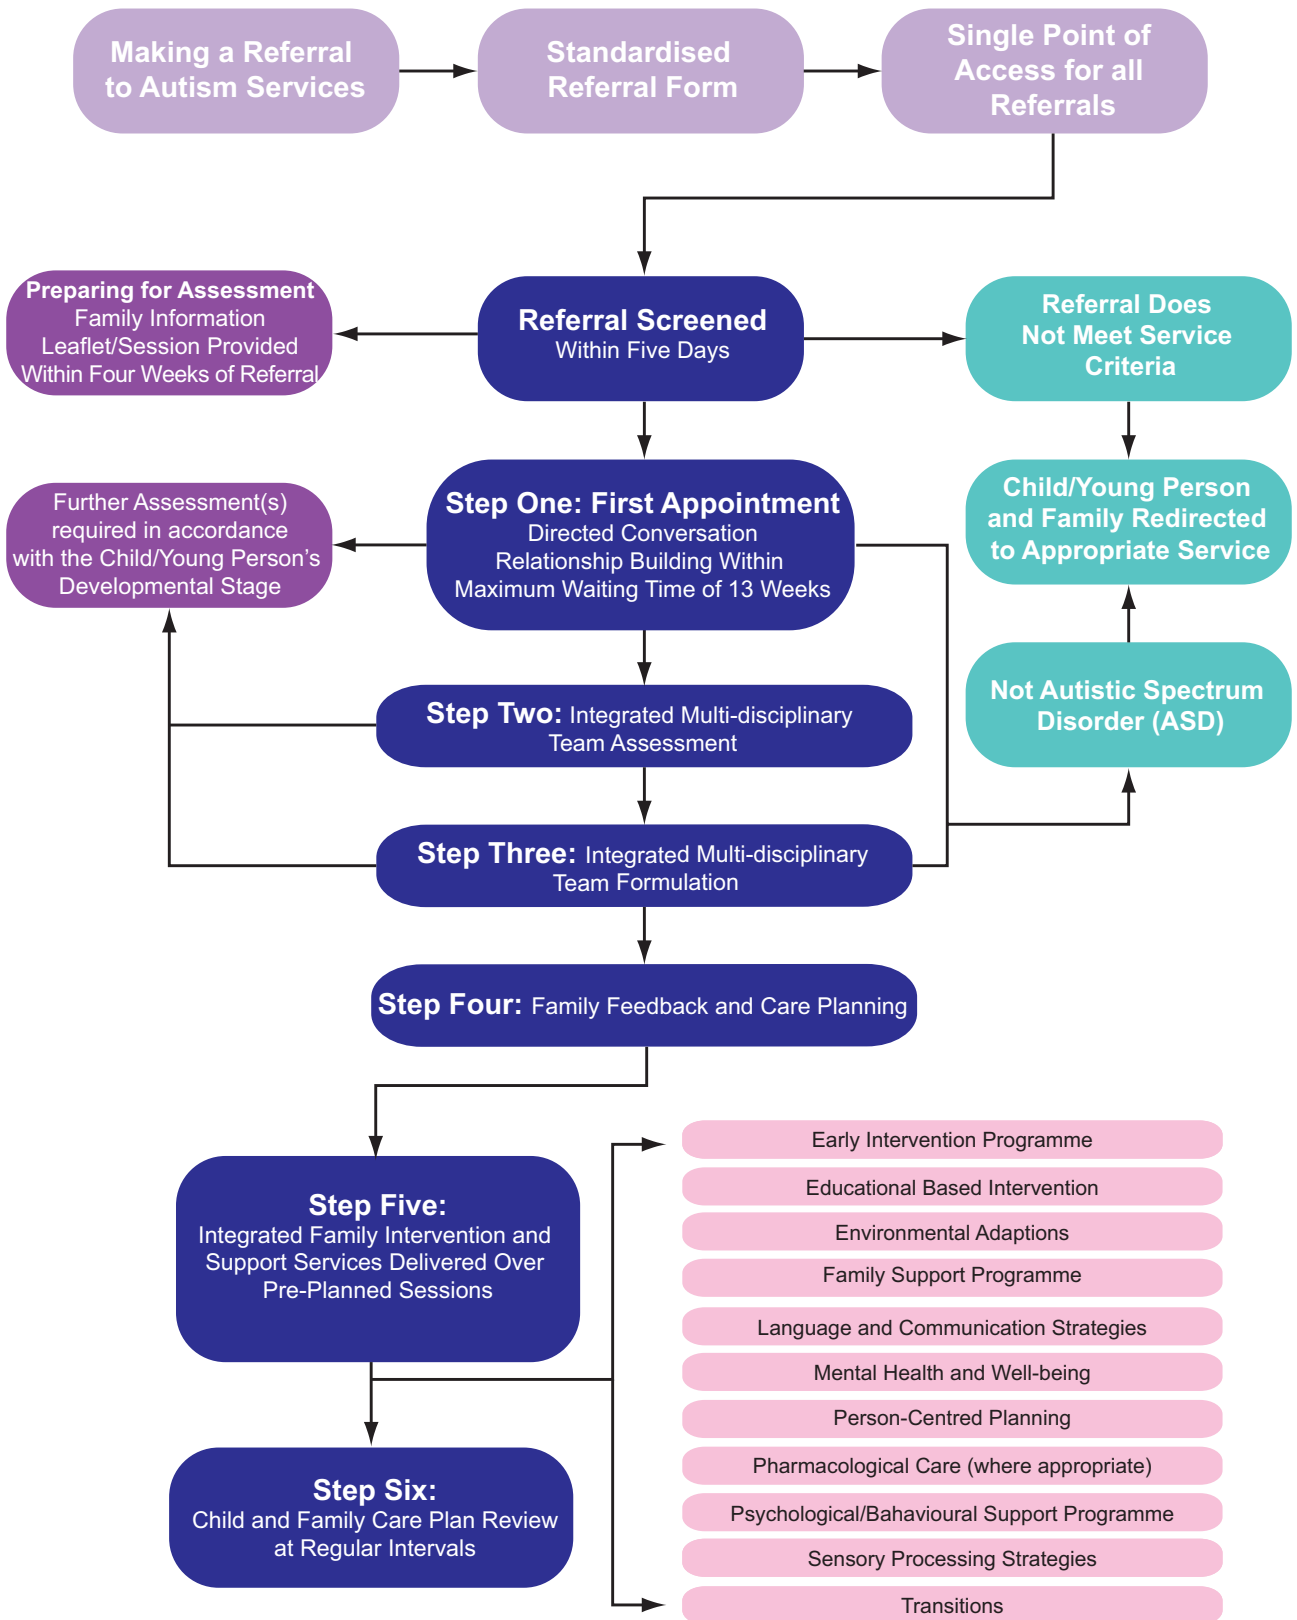 Making a Referral
to Autism Services
Standardised
Referral Form
Single Point of
Access for all
Referrals
Preparing for Assessment
Family Information
Leaflet/Session Provided
Within Four Weeks of Referral
Referral Screened
Within Five Days
Referral Does
Not Meet Service
Criteria
Further Assessment(s)
required in accordance
with the Child/Young Person's
Developmental Stage
Step One: First Appointment
Directed Conversation
Relationship Building Within
Maximum Waiting Time of 13 Weeks
Child/Young Person
and Family Redirected
to Appropriate Service
Step Two: Integrated Multi-disciplinary
Team Assessment
Not Autistic Spectrum
Disorder (ASD)
Step Three: Integrated Multi-disciplinary
Team Formulation
Step Four: Family Feedback and Care Planning
Step Five:
Integrated Family Intervention and
Support Services Delivered Over
Pre-Planned Sessions
Step Six:
Child and Family Care Plan Review
at Regular Intervals
Early Intervention Programme
Educational Based Intervention
Environmental Adaptions
Family Support Programme
Language and Communication Strategies
Mental Health and Well-being
Person-Centred Planning
Pharmacological Care (where appropriate)
Psychological/Bahavioural Support Programme
Sensory Processing Strategies
Transitions